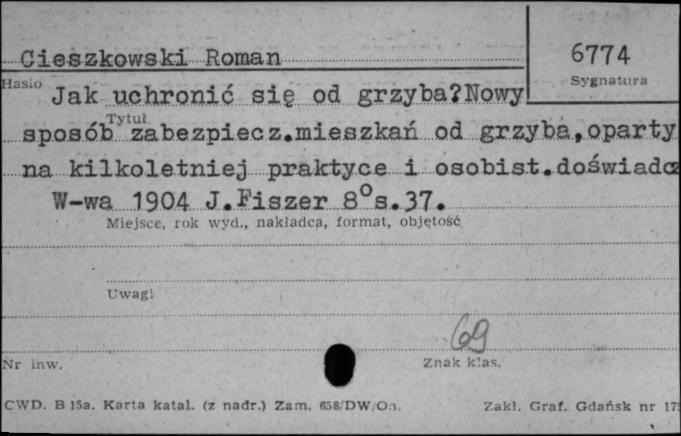 Cieszkowski Roman
6774
Hasło
Sygnatura
Jak uchronić się od grzyba?Nowy
Tytuł
sposób zabezpiecz.mieszkań od grzyba,oparty
na kilkoletniej praktyce i osobist.doświadcz
W-wa 1904 J.Fiszer 8°s.37.
Miejsce, rok wyd., nakładca, format, objętość
Uwagi
69
Nr inw.
Znak klas.
CWD. B 15a. Karta katal. (z nadr.) Zam. 658/DW/On.
Zakł. Graf. Gdańsk nr